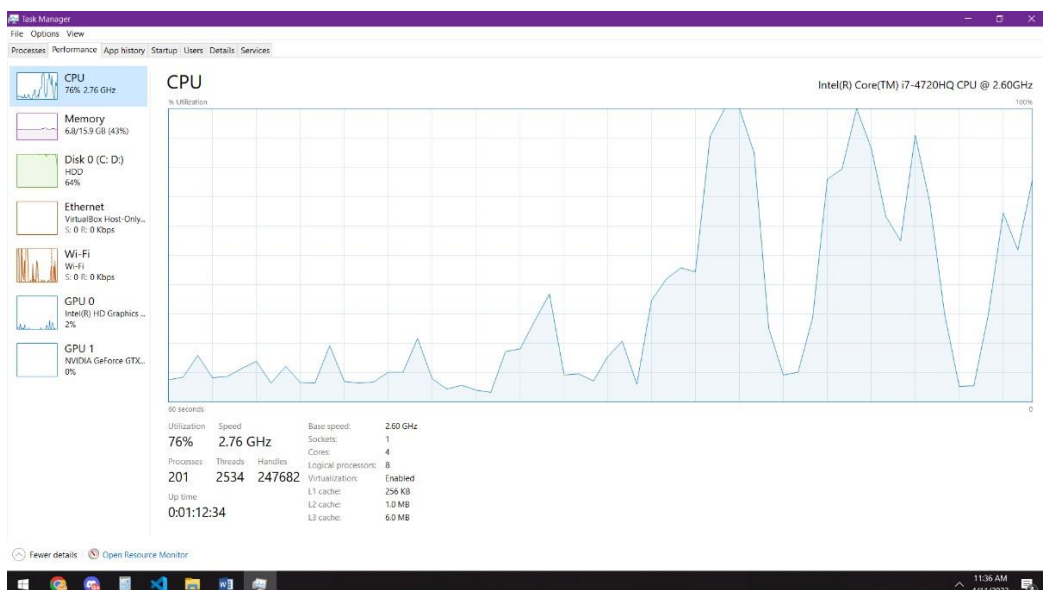 Task Manager
File Options View
Processes Performance App history Startup Users Details Services
CPU
76% 2.76 GHz
Memory
6.8/15.9 GB (43%)
Disk 0 (C: D:)
HDD
64%
Ethernet
VirtualBox Host-Only...
S: 0 R: 0 Kbps
Wi-Fi
Wi-Fi
S: 0 R: 0 Kbps
GPU 0
Intel(R) HD Graphics ...
2%
GPU 1
NVIDIA GeForce GTX...
0%
CPU Intel(R) Core(TM) i7-4720HQ CPU @ 2.60GHz
% Utilization 100%
60 seconds 0
Utilization Speed
76% 2.76 GHz
Processes Threads Handles
201 2534 247682
Up time
0:01:12:34
Base speed: 2.60 GHz
Sockets: 1
Cores: 4
Logical processors: 8
Virtualization: Enabled
L1 cache: 256 KB
L2 cache: 1.0 MB
L3 cache: 6.0 MB
Fewer details Open Resource Monitor
11:36 AM